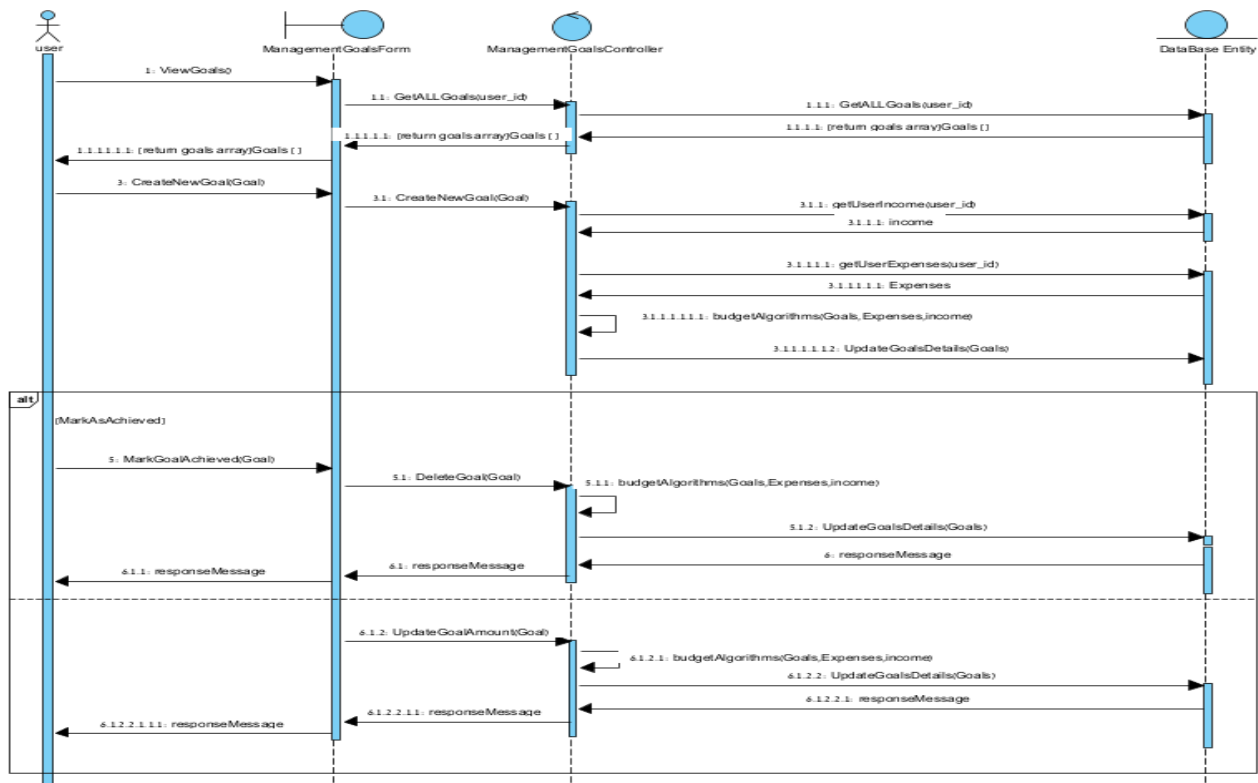 user
ManagementGoalsForm
ManagementGoalsController
DataBase Entity
1: ViewGoals()
1.1: GetALLGoals(user_id)
1.1.1: GetALLGoals(user_id)
1.1.1.1: [return goals array]Goals [ ]
1.1.1.1.1: [return goals array]Goals [ ]
1.1.1.1.1.1: [return goals array]Goals [ ]
3: CreateNewGoal(Goal)
3.1: CreateNewGoal(Goal)
3.1.1: getUserIncome(user_id)
3.1.1.1: income
3.1.1.1.1: getUserExpenses(user_id)
3.1.1.1.1.1: Expenses
3.1.1.1.1.1.1: budgetAlgorithms(Goals,Expenses,income)
3.1.1.1.1.1.2: UpdateGoalsDetails(Goals)
alt
[MarkAsAchieved]
5: MarkGoalAchieved(Goal)
5.1: DeleteGoal(Goal)
5.1.1: budgetAlgorithms(Goals,Expenses,income)
5.1.2: UpdateGoalsDetails(Goals)
6: responseMessage
6.1: responseMessage
6.1.1: responseMessage
6.1.2: UpdateGoalAmount(Goal)
6.1.2.1: budgetAlgorithms(Goals,Expenses,income)
6.1.2.2: UpdateGoalsDetails(Goals)
6.1.2.2.1: responseMessage
6.1.2.2.1.1: responseMessage
6.1.2.2.1.1.1: responseMessage